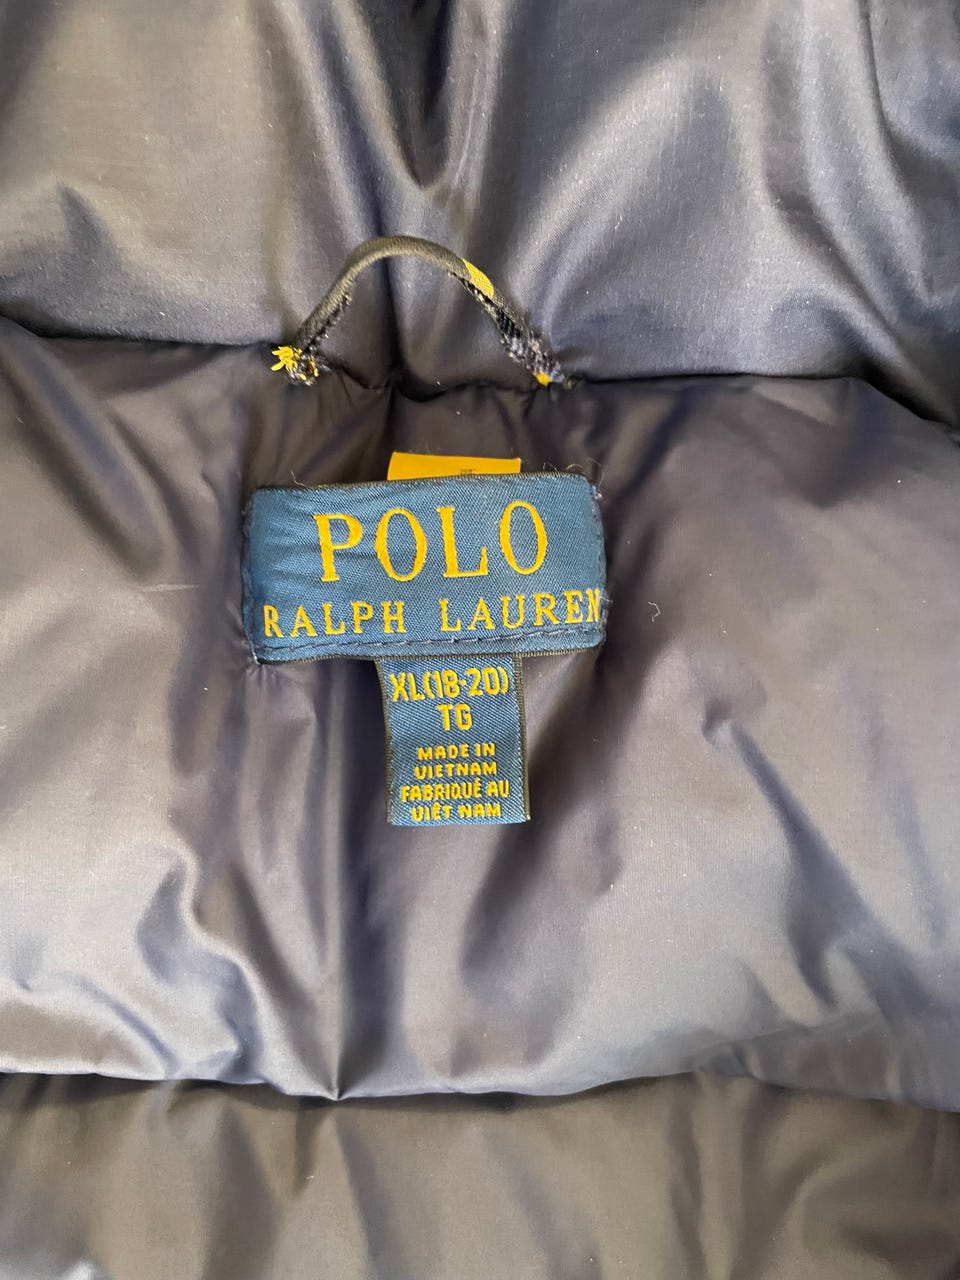 POLO
RALPH LAUREN
XL(18-20)
TG
MADE IN
VIETNAM
FABRIQUÉ AU
VIÊT NAM